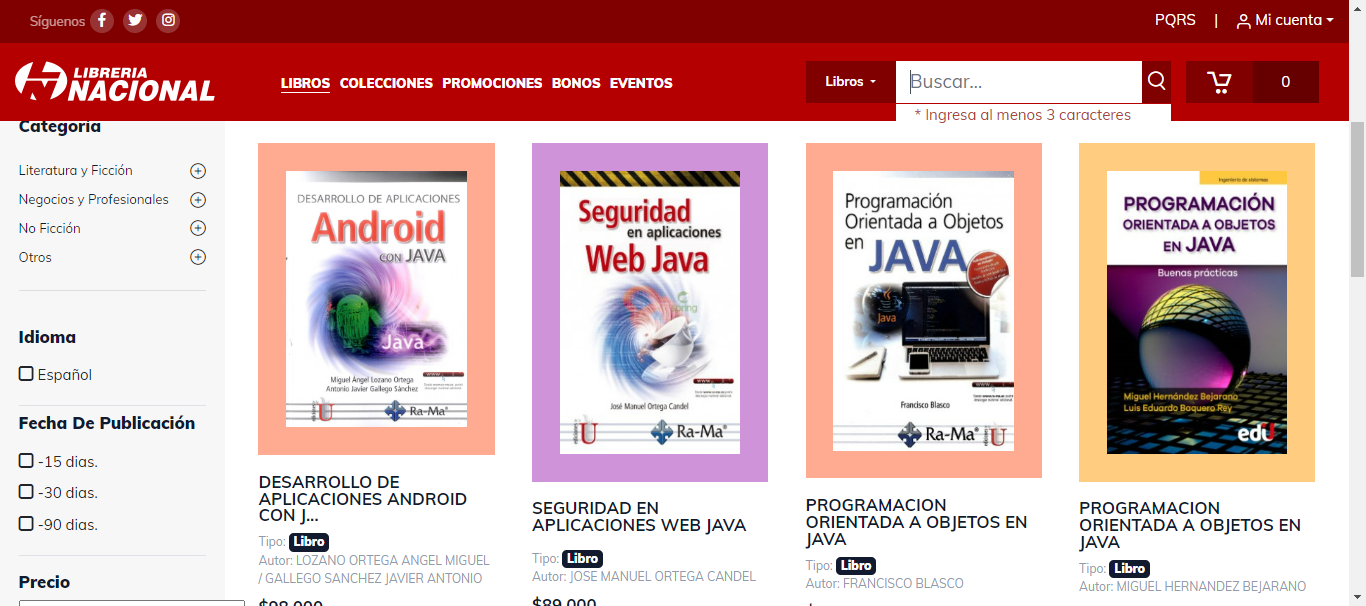 Síguenos
PQRS | Mi cuenta
LIBRERIA
NACIONAL
LIBROS COLECCIONES PROMOCIONES BONOS EVENTOS
Libros
Buscar...
0
* Ingresa al menos 3 caracteres
Categoría
Literatura y Ficción
Negocios y Profesionales
No Ficción
Otros
Idioma
Español
Fecha De Publicación
-15 dias.
-30 dias.
-90 dias.
Precio
DESARROLLO DE APLICACIONES
Android
CON JAVA
Java
Miguel Ángel Lozano Ortega
Antonio Javier Gallego Sánchez
Ra-Ma®
DESARROLLO DE
APLICACIONES ANDROID
CON J...
Tipo: Libro
Autor: LOZANO ORTEGA ANGEL MIGUEL
/ GALLEGO SANCHEZ JAVIER ANTONIO
$98,000
Seguridad
en aplicaciones
Web Java
José Manuel Ortega Candel
Ra-Ma®
SEGURIDAD EN
APLICACIONES WEB JAVA
Tipo: Libro
Autor: JOSE MANUEL ORTEGA CANDEL
$89,000
Programación
Orientada a Objetos
en JAVA
Java
Francisco Blasco
Ra-Ma®
PROGRAMACION
ORIENTADA A OBJETOS EN
JAVA
Tipo: Libro
Autor: FRANCISCO BLASCO
Ingeniería de sistemas
PROGRAMACIÓN
ORIENTADA A OBJETOS
EN JAVA
Buenas prácticas
Miguel Hernández Bejarano
Luis Eduardo Baquero Rey
ediU
PROGRAMACION
ORIENTADA A OBJETOS EN
JAVA
Tipo: Libro
Autor: MIGUEL HERNANDEZ BEJARANO